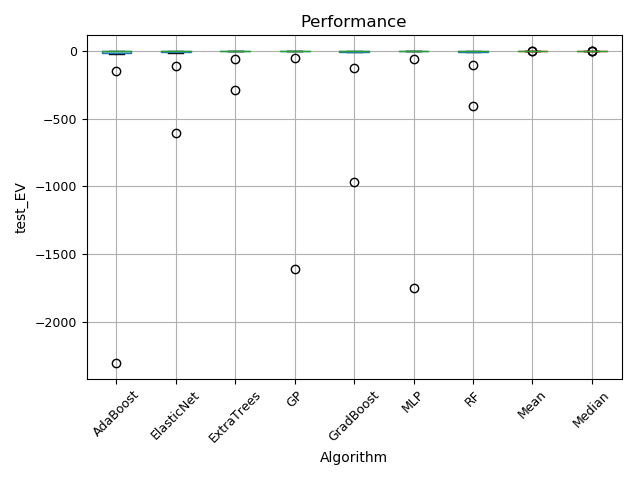 Performance
test_EV
0
−500
−1000
−1500
−2000
AdaBoost
ElasticNet
ExtraTrees
GP
GradBoost
MLP
RF
Mean
Median
Algorithm